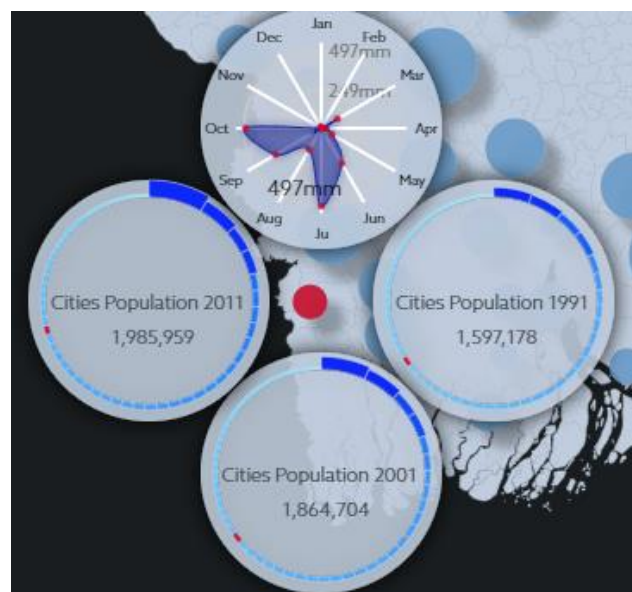 Jan
Dec
Feb
497mm
Nov
Mar
249mm
Oct
Apr
Sep
497mm
May
Aug
Jun
Ju
Cities Population 2011
1,985,959
Cities Population 1991
1,597,178
Cities Population 2001
1,864,704